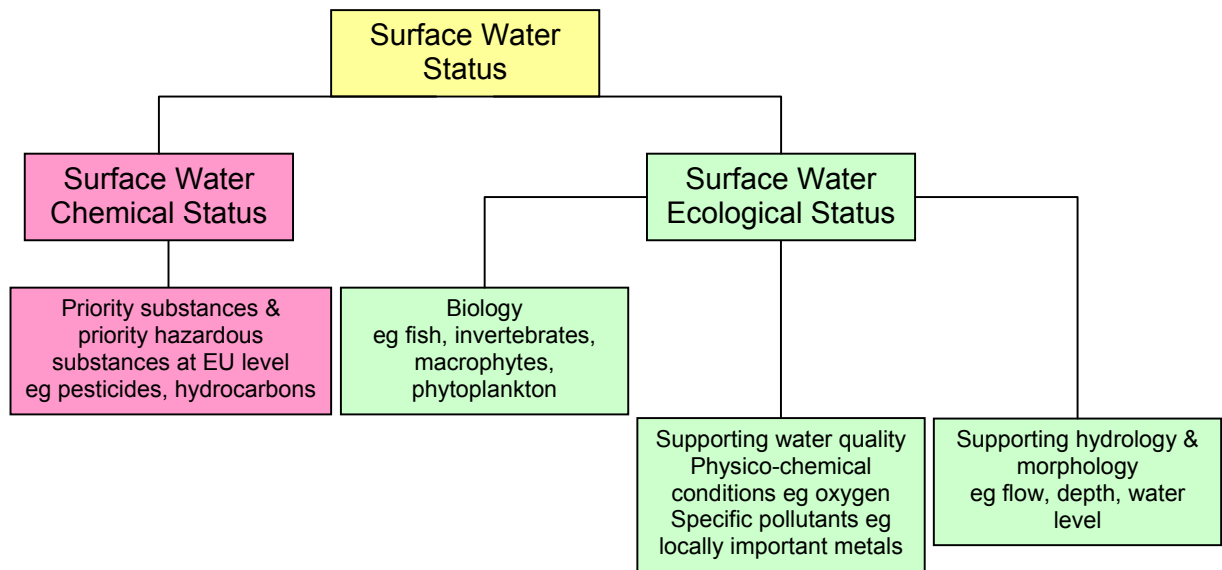 Surface Water
Status
Surface Water
Chemical Status
Surface Water
Ecological Status
Priority substances &
priority hazardous
substances at EU level
eg pesticides, hydrocarbons
Biology
eg fish, invertebrates,
macrophytes,
phytoplankton
Supporting water quality
Physico-chemical
conditions eg oxygen
Specific pollutants eg
locally important metals
Supporting hydrology &
morphology
eg flow, depth, water
level